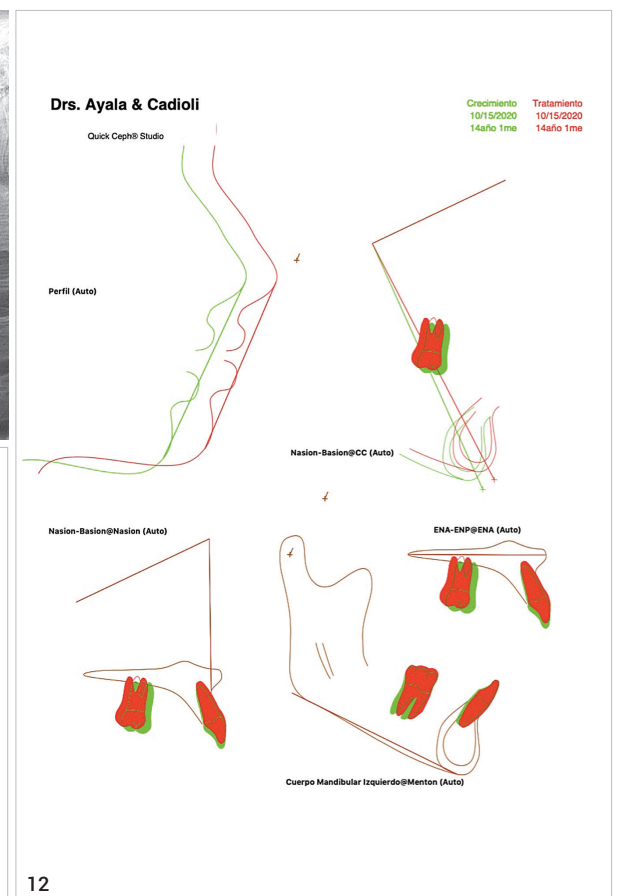 Drs. Ayala & Cadioli
Quick Ceph® Studio
Crecimiento Tratamiento
10/15/2020 10/15/2020
14año 1me 14año 1me
Perfil (Auto)
Nasion-Basion@CC (Auto)
Nasion-Basion@Nasion (Auto)
ENA-ENP@ENA (Auto)
Cuerpo Mandibular Izquierdo@Menton (Auto)
12